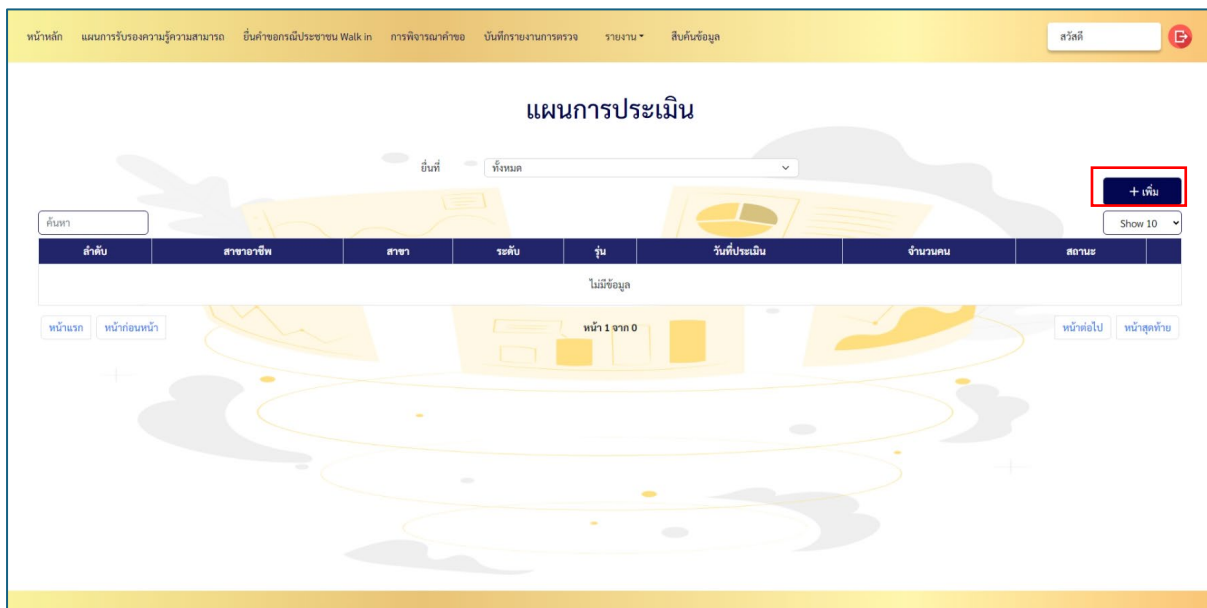 หน้าหลัก แผนการรับรองความรู้ความสามารถ ยื่นคำขอกรณีประชาชน Walk in การพิจารณาคำขอ บันทึกรายงานการตรวจ รายงาน สืบค้นข้อมูล สวัสดี
แผนการประเมิน
ยื่นที่ ทั้งหมด
+ เพิ่ม
ค้นหา Show 10
ลำดับ สาขาอาชีพ สาขา ระดับ รุ่น วันที่ประเมิน จำนวนคน สถานะ
ไม่มีข้อมูล
หน้าแรก หน้าก่อนหน้า หน้า 1 จาก 0 หน้าต่อไป หน้าสุดท้าย